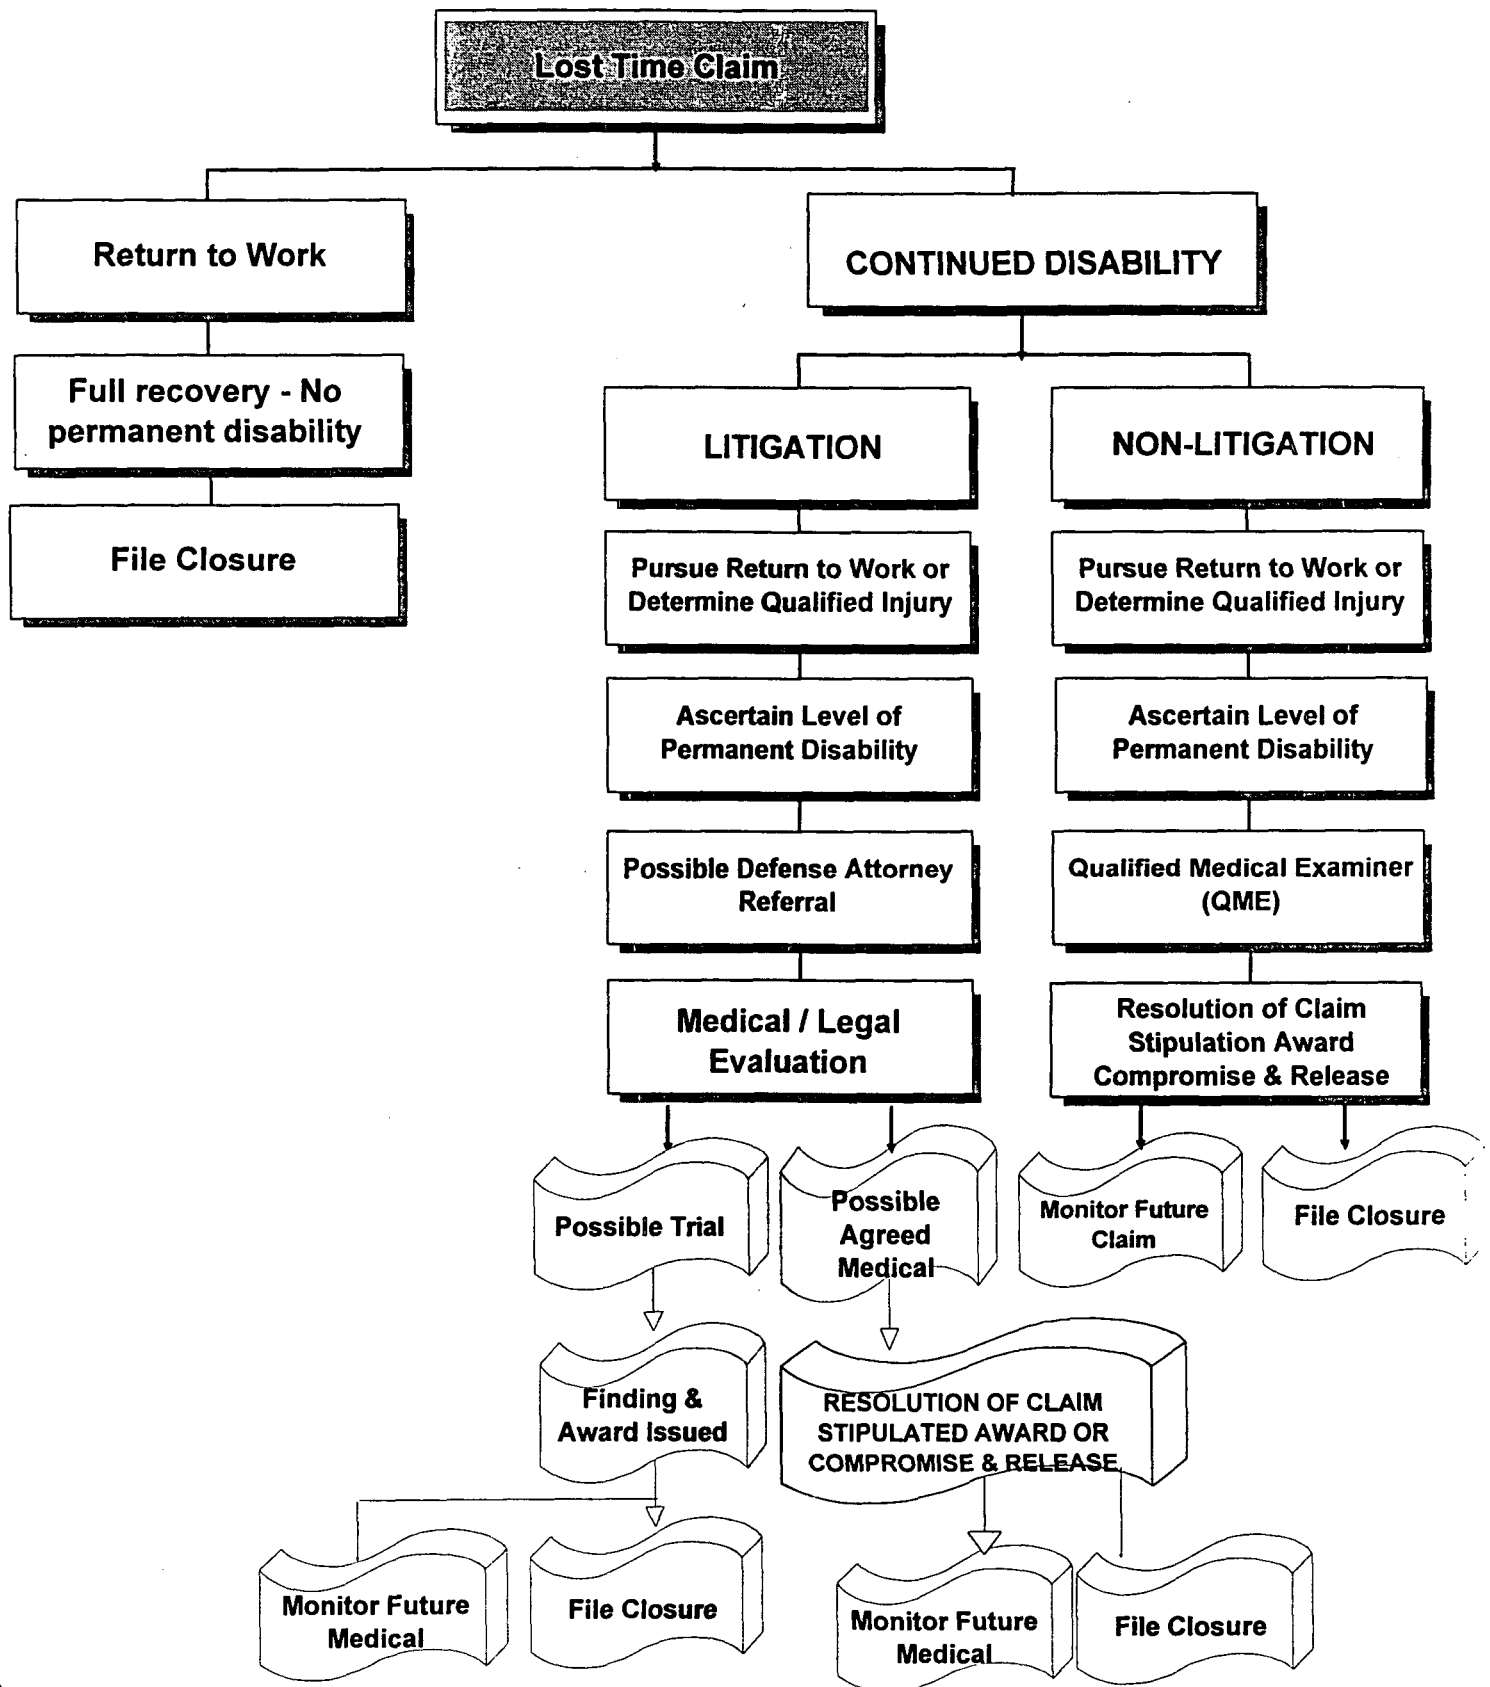 Lost Time Claim
Return to Work
CONTINUED DISABILITY
Full recovery - No
permanent disability
File Closure
LITIGATION
NON-LITIGATION
Pursue Return to Work or
Determine Qualified Injury
Pursue Return to Work or
Determine Qualified Injury
Ascertain Level of
Permanent Disability
Ascertain Level of
Permanent Disability
Possible Defense Attorney
Referral
Qualified Medical Examiner
(QME)
Medical / Legal
Evaluation
Resolution of Claim
Stipulation Award
Compromise & Release
Possible Trial
Possible
Agreed
Medical
Monitor Future
Claim
File Closure
Finding &
Award Issued
RESOLUTION OF CLAIM
STIPULATED AWARD OR
COMPROMISE & RELEASE
Monitor Future
Medical
File Closure
Monitor Future
Medical
File Closure